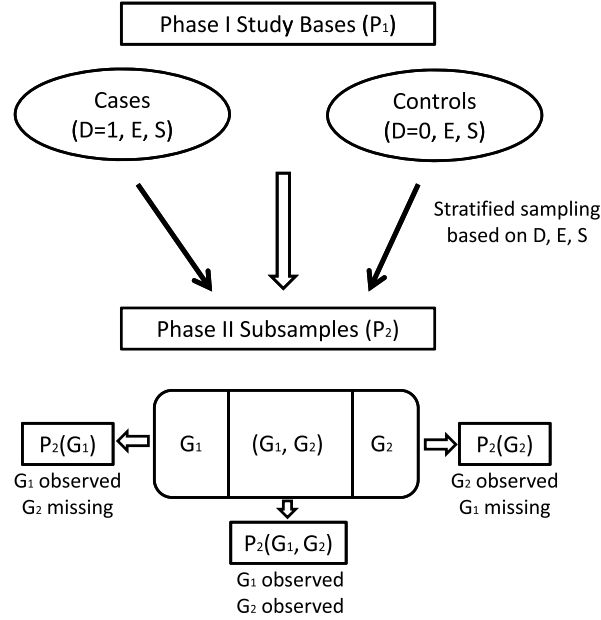 Phase I Study Bases (P₁)
Cases
(D=1, E, S)
Controls
(D=0, E, S)
Stratified sampling
based on D, E, S
Phase II Subsamples (P₂)
G₁
(G₁, G₂)
G₂
P₂(G₁)
G₁ observed
G₂ missing
P₂(G₂)
G₂ observed
G₁ missing
P₂(G₁, G₂)
G₁ observed
G₂ observed